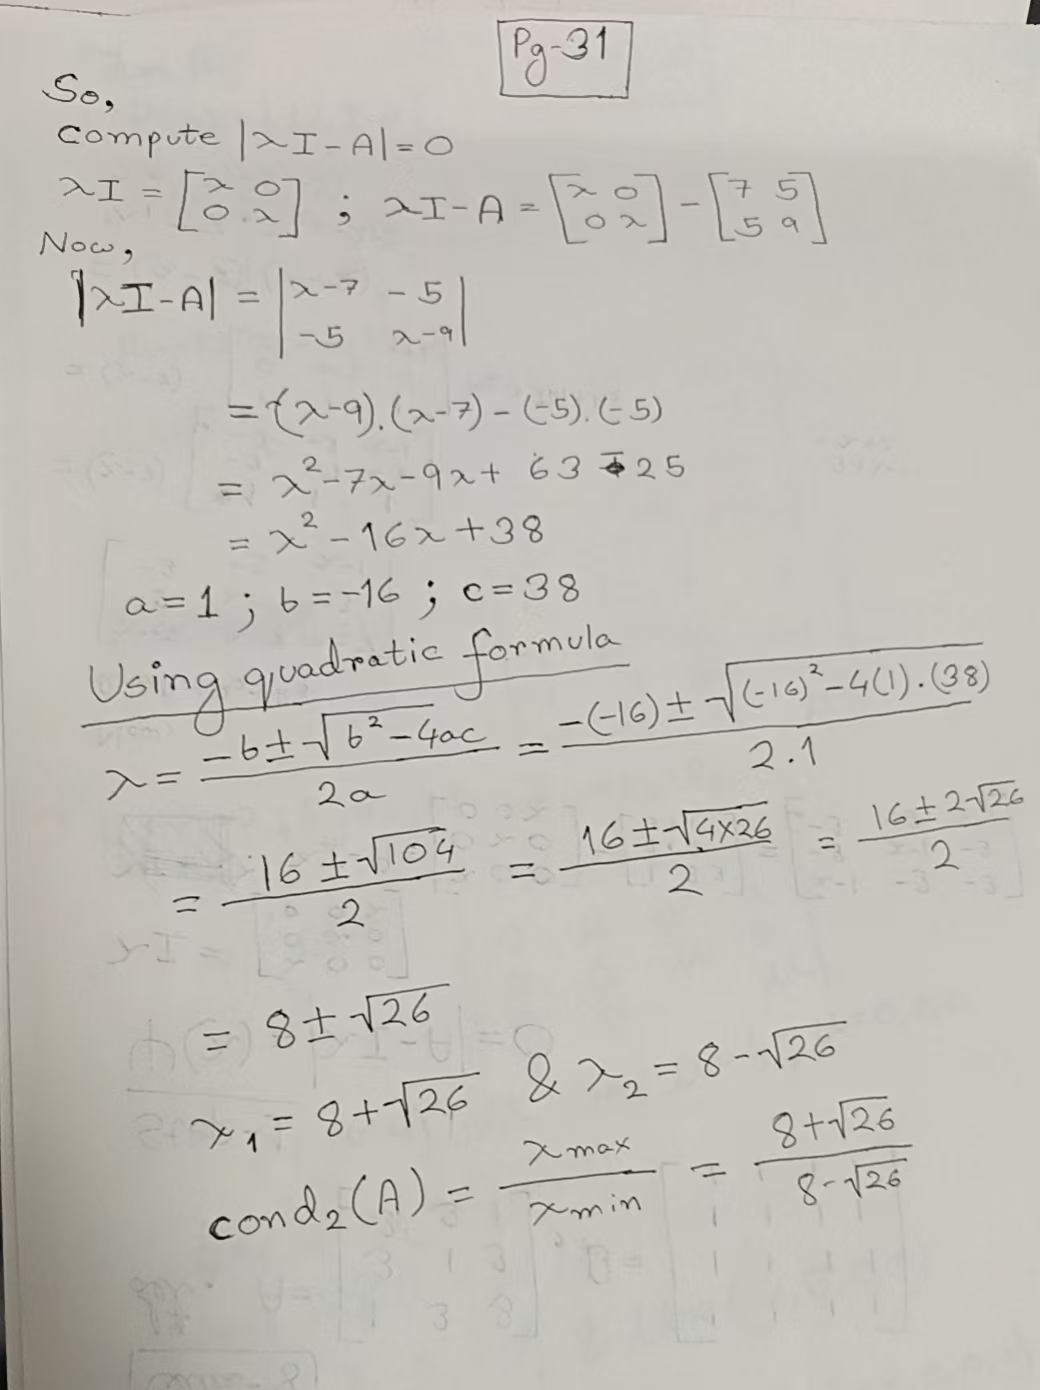 Pg-31
So,
compute |λI-A|=0
λI = [λ 0 0 λ] ; λI-A = [λ 0 0 λ] - [7 5 5 9]
Now,
|λI-A| = |λ-7 -5 -5 λ-9|
= (λ-9).(λ-7) - (-5).(-5)
= λ²-7λ-9λ+ 63 - 25
= λ² - 16λ + 38
a=1 ; b=-16 ; c=38
Using quadratic formula
λ = (-b±√(b²-4ac))/2a = (-(-16)±√((-16)²-4(1).(38)))/2.1
= (16±√104)/2 = (16±√(4×26))/2 = (16±2√26)/2
= 8±√26
λ₁ = 8+√26 & λ₂ = 8-√26
cond₂(A) = λmax/λmin = (8+√26)/(8-√26)